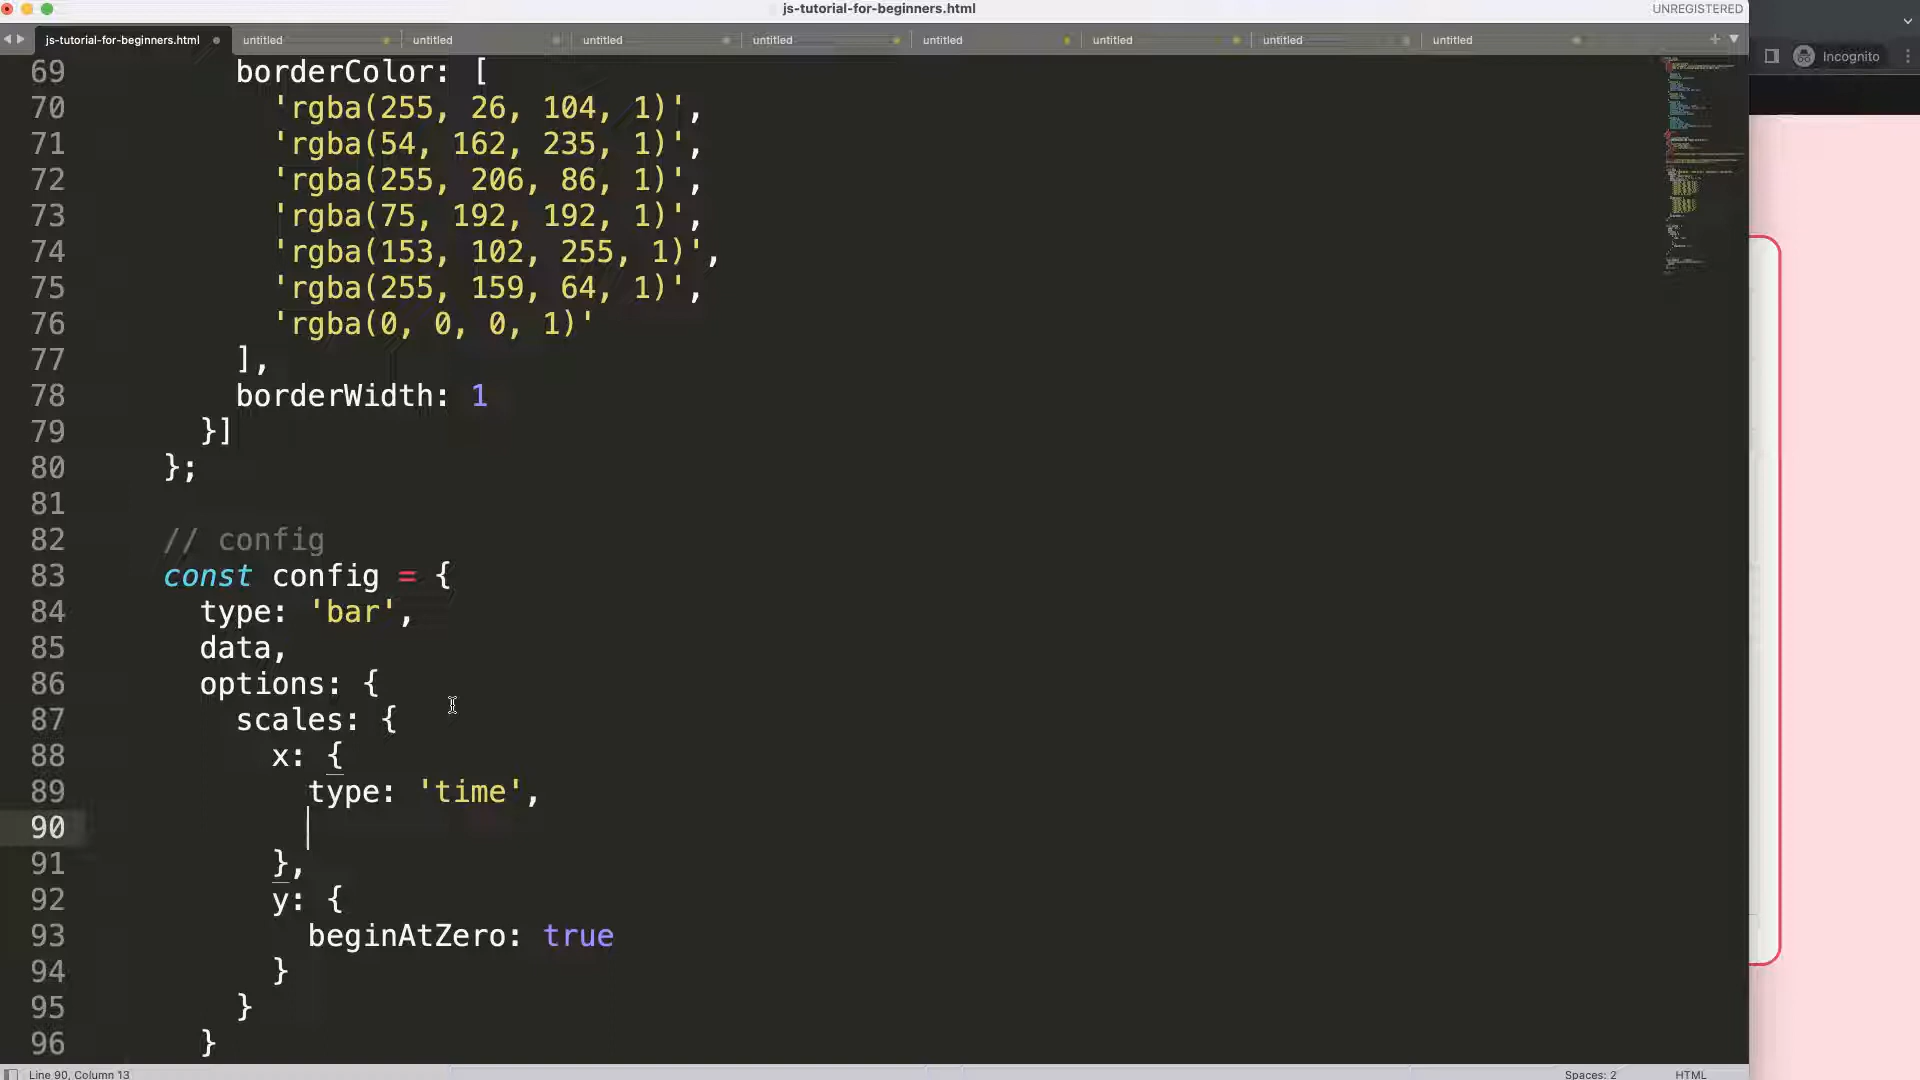 js-tutorial-for-beginners.html
UNREGISTERED
js-tutorial-for-beginners.html untitled untitled untitled untitled untitled untitled untitled untitled
Incognito
69 borderColor: [
70 'rgba(255, 26, 104, 1)',
71 'rgba(54, 162, 235, 1)',
72 'rgba(255, 206, 86, 1)',
73 'rgba(75, 192, 192, 1)',
74 'rgba(153, 102, 255, 1)',
75 'rgba(255, 159, 64, 1)',
76 'rgba(0, 0, 0, 1)'
77 ],
78 borderWidth: 1
79 }]
80 };
81
82 // config
83 const config = {
84 type: 'bar',
85 data,
86 options: {
87 scales: {
88 x: {
89 type: 'time',
90
91 },
92 y: {
93 beginAtZero: true
94 }
95 }
96 }
Line 90, Column 13
Spaces: 2
HTML